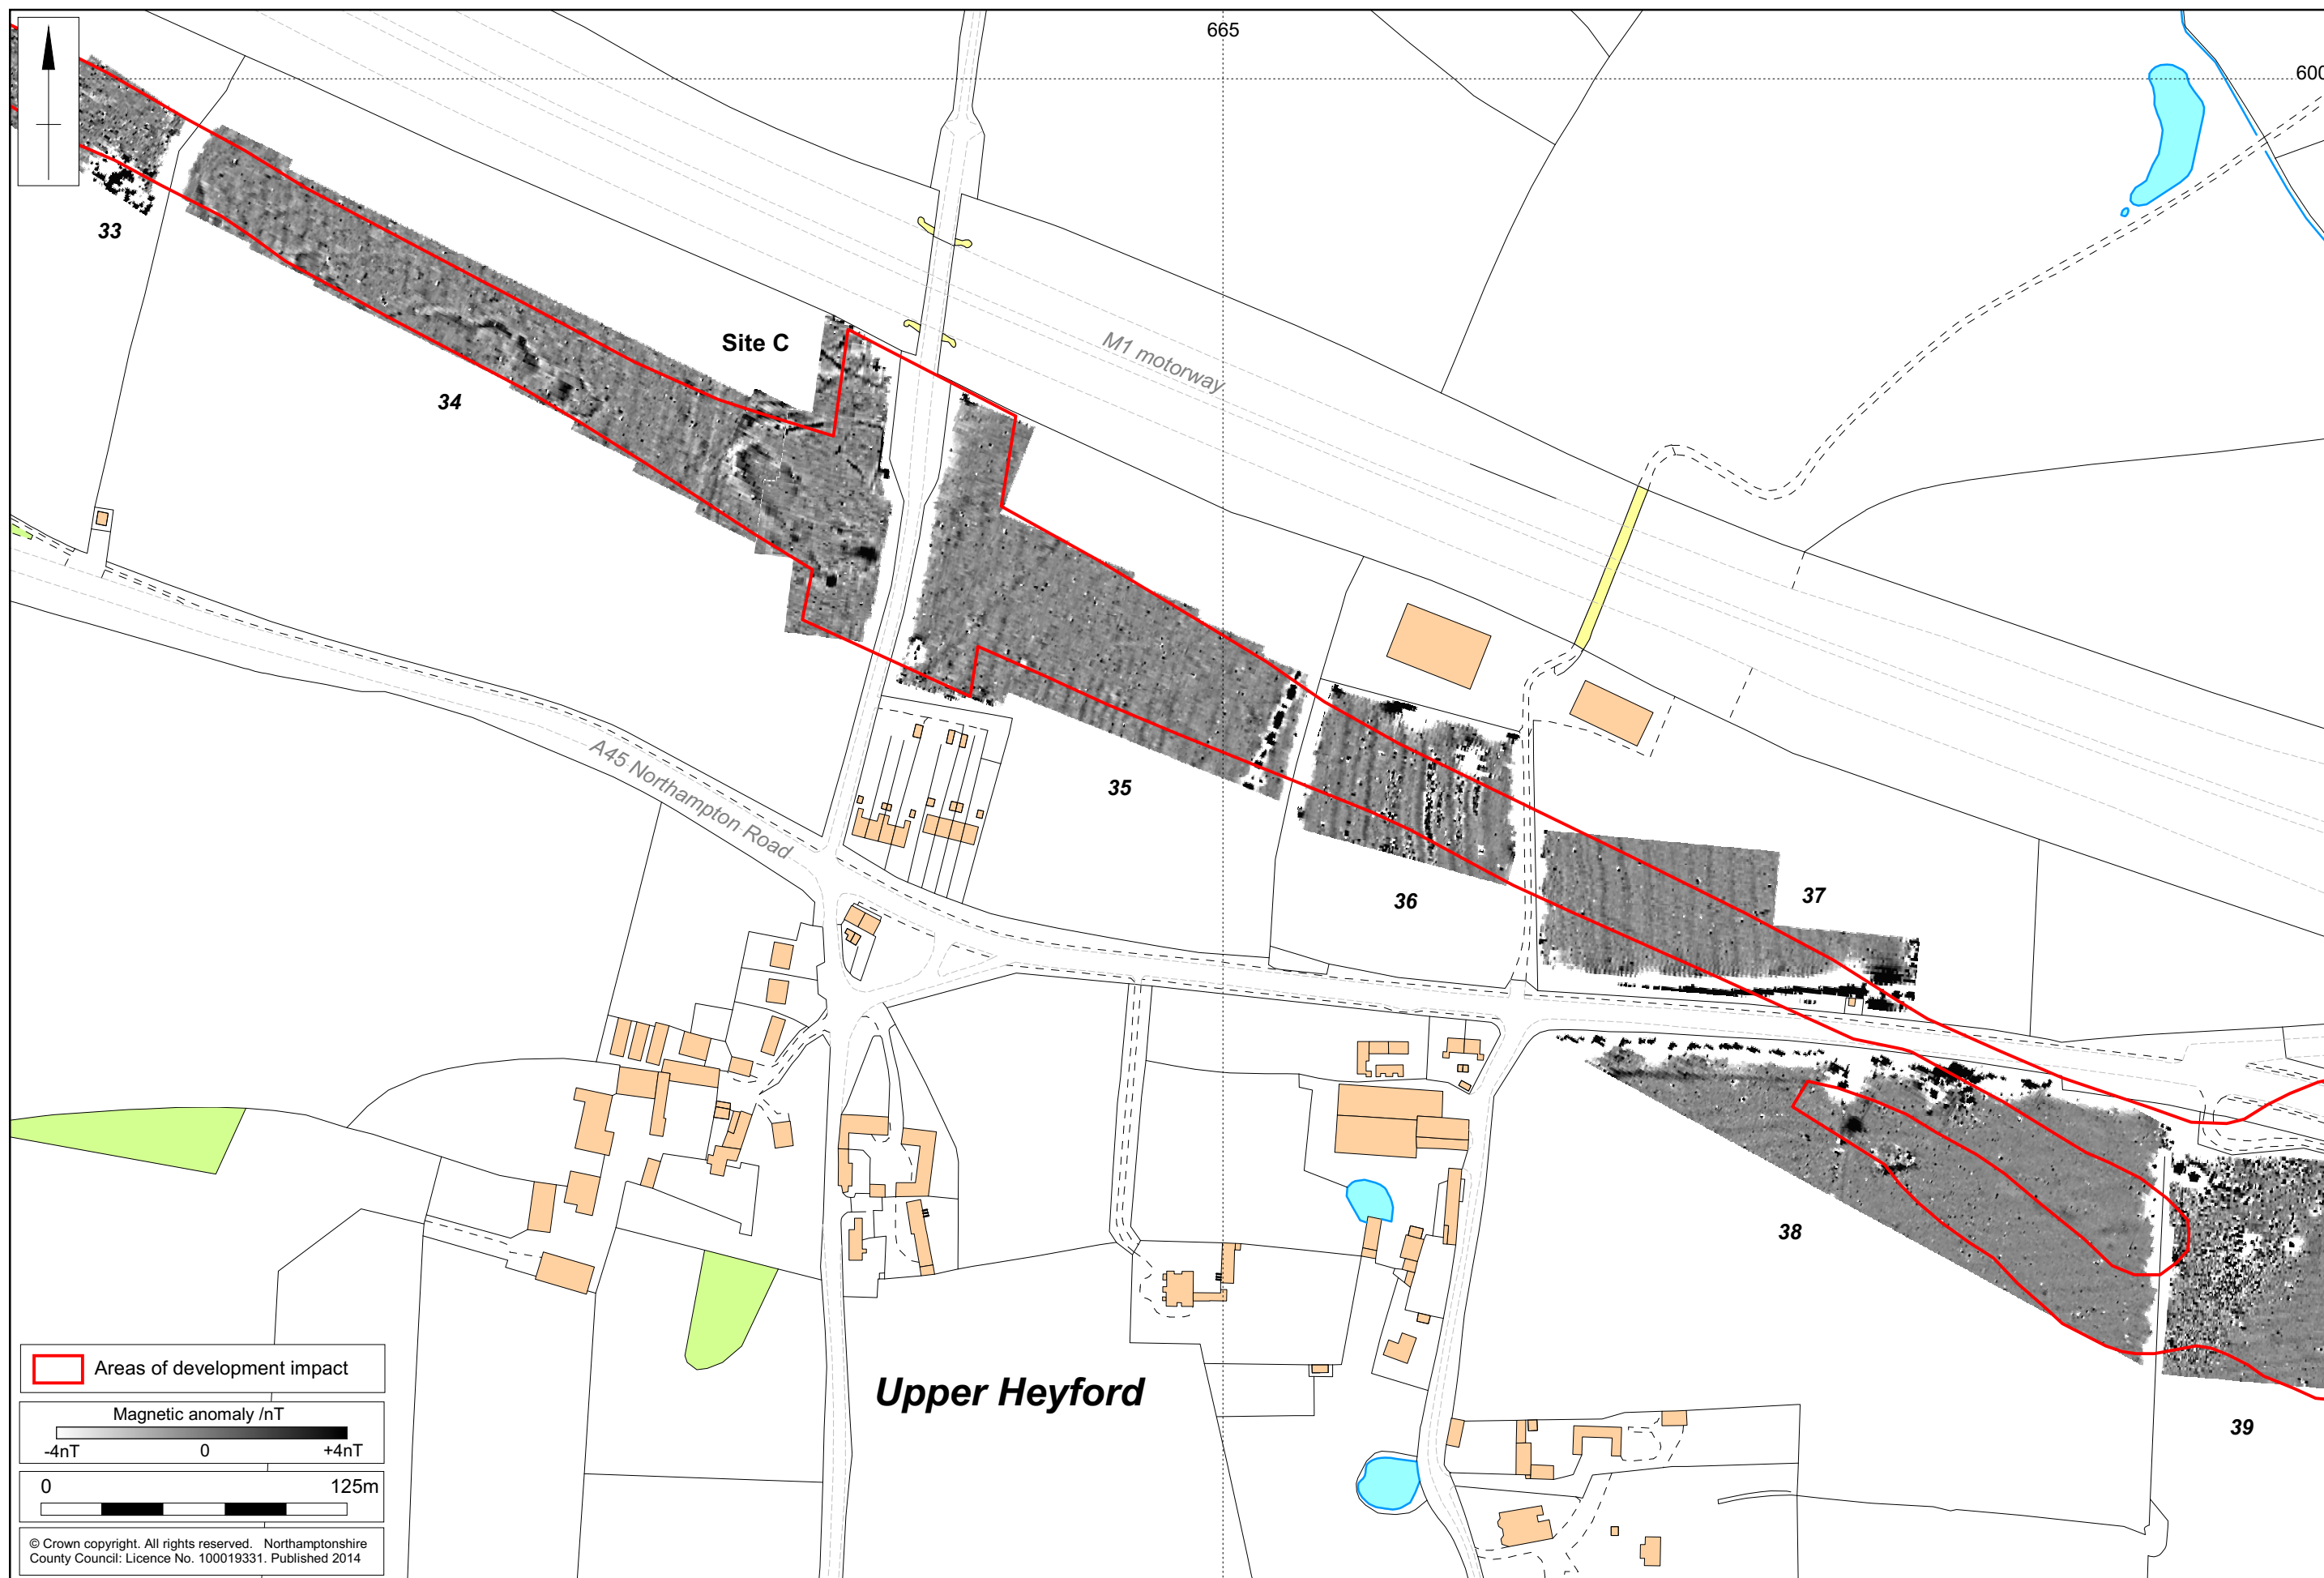 665
600
33
Site C
M1 motorway
34
A45 Northampton Road
35
36
37
38
39
Upper Heyford
Areas of development impact
Magnetic anomaly /nT
-4nT 0 +4nT
0 125m
© Crown copyright. All rights reserved. Northamptonshire
County Council: Licence No. 100019331. Published 2014